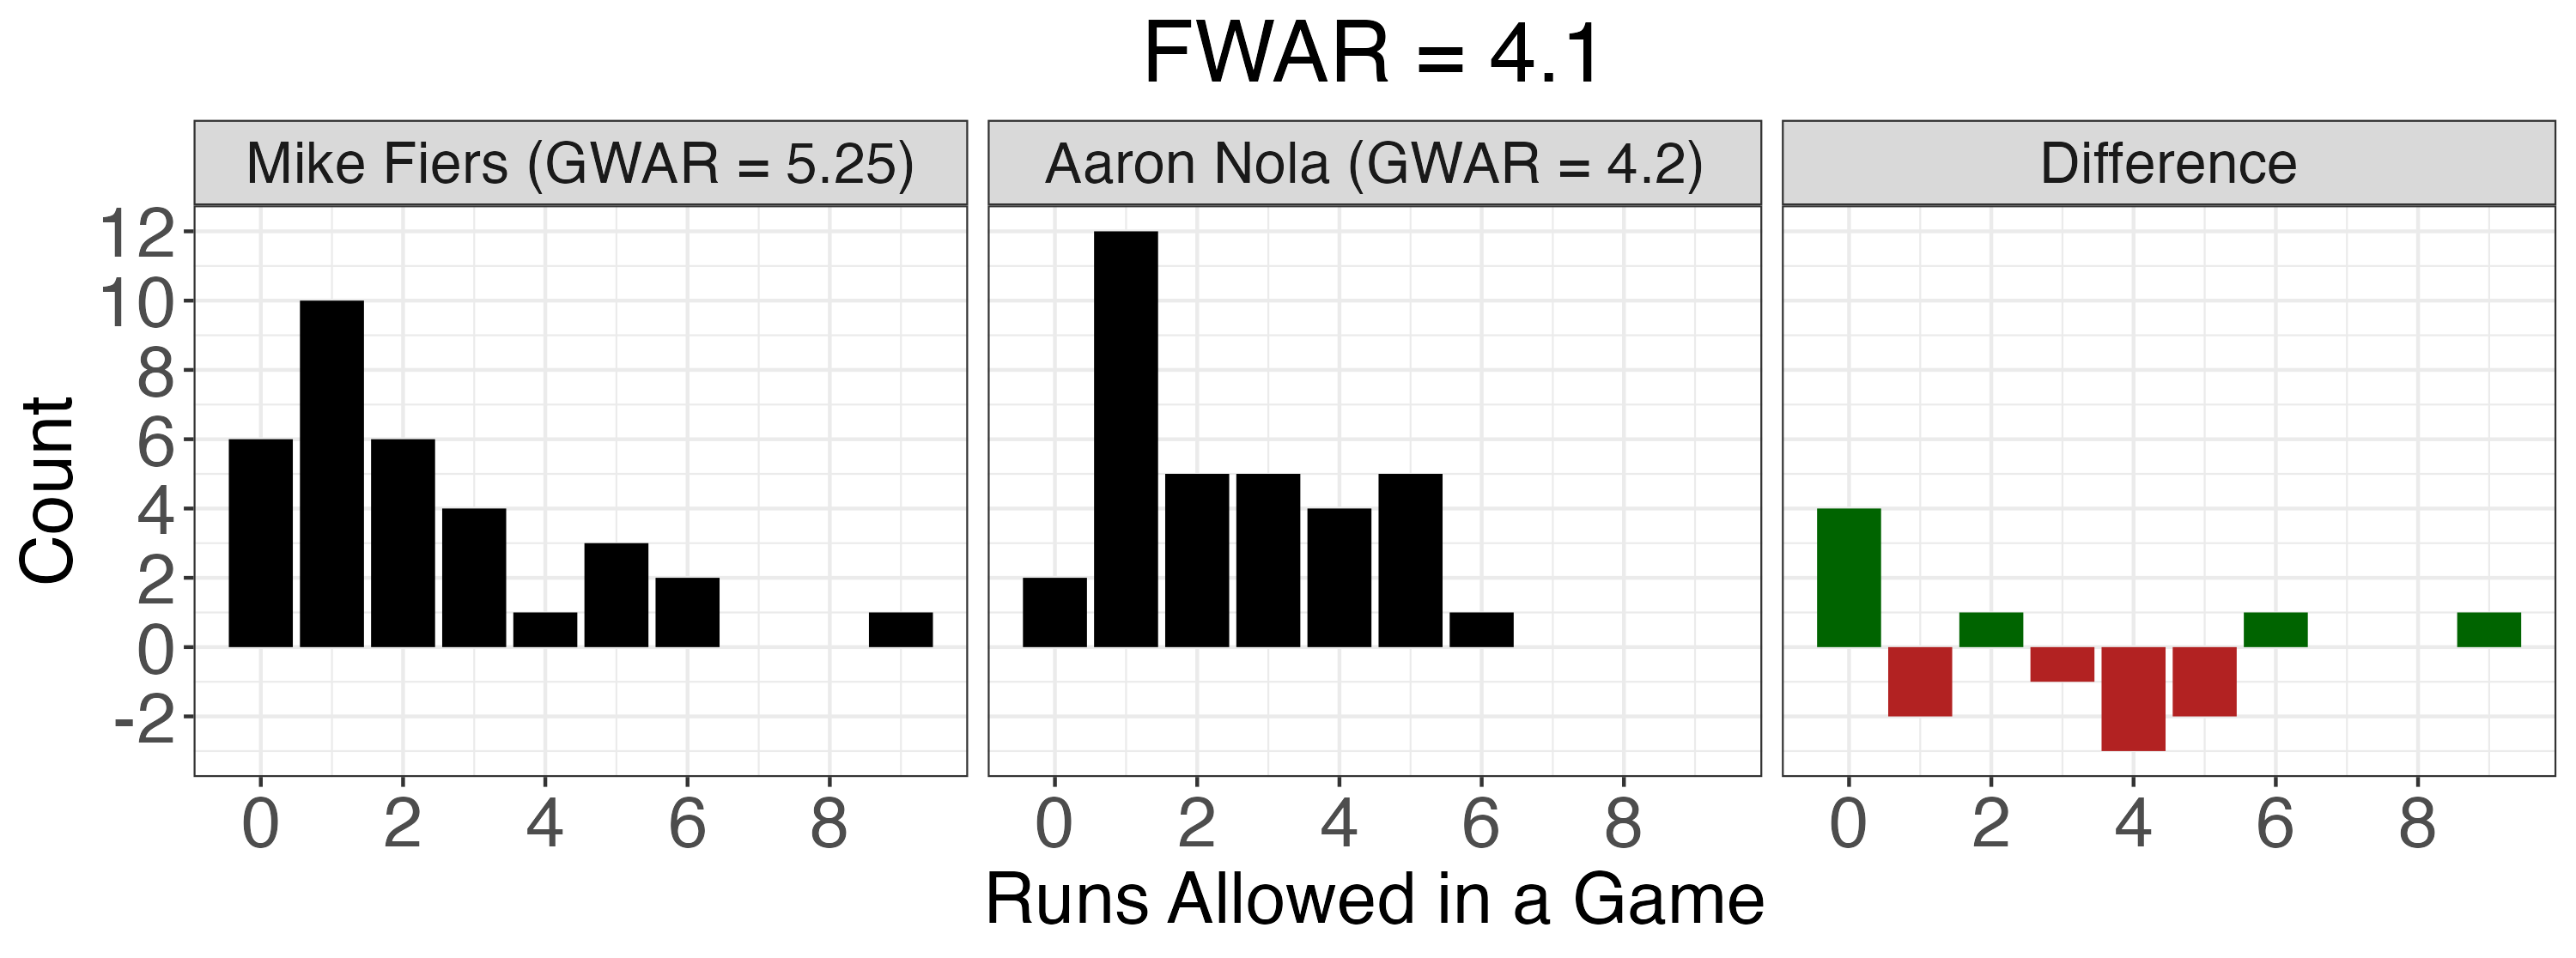 FWAR = 4.1
Mike Fiers (GWAR = 5.25)
Aaron Nola (GWAR = 4.2)
Difference
12
10
8
6
4
2
0
-2
Count
0 2 4 6 8
0 2 4 6 8
0 2 4 6 8
Runs Allowed in a Game